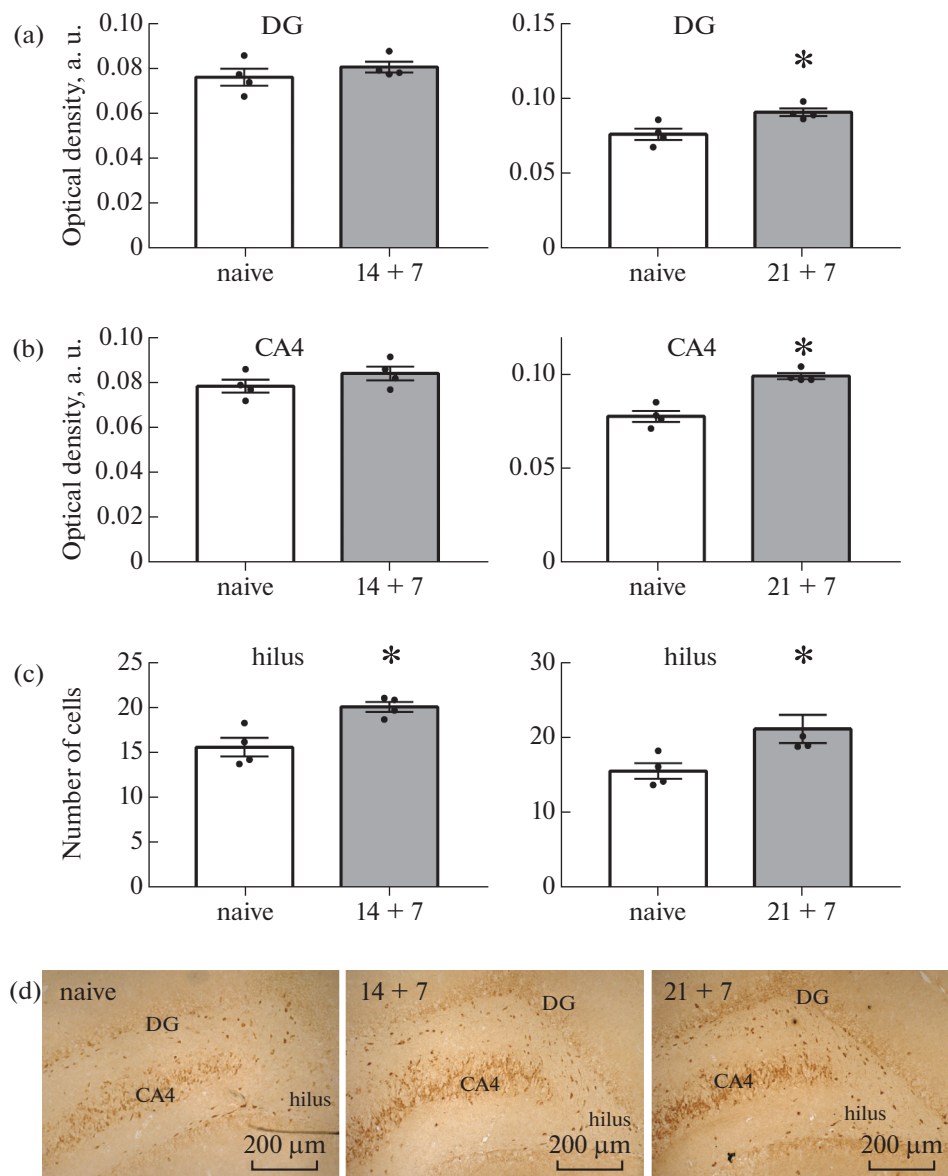 (a)
DG
Optical density, a. u.
0.10
0.08
0.06
0.04
0.02
0
naive
14 + 7
DG
*
0.15
0.10
0.05
0
naive
21 + 7
(b)
CA4
Optical density, a. u.
0.10
0.08
0.06
0.04
0.02
0
naive
14 + 7
CA4
*
0.10
0.05
0
naive
21 + 7
(c)
hilus
*
Number of cells
25
20
15
10
5
0
naive
14 + 7
hilus
*
30
20
10
0
naive
21 + 7
(d)
naive
DG
CA4
hilus
200 μm
14 + 7
DG
CA4
hilus
200 μm
21 + 7
DG
CA4
hilus
200 μm